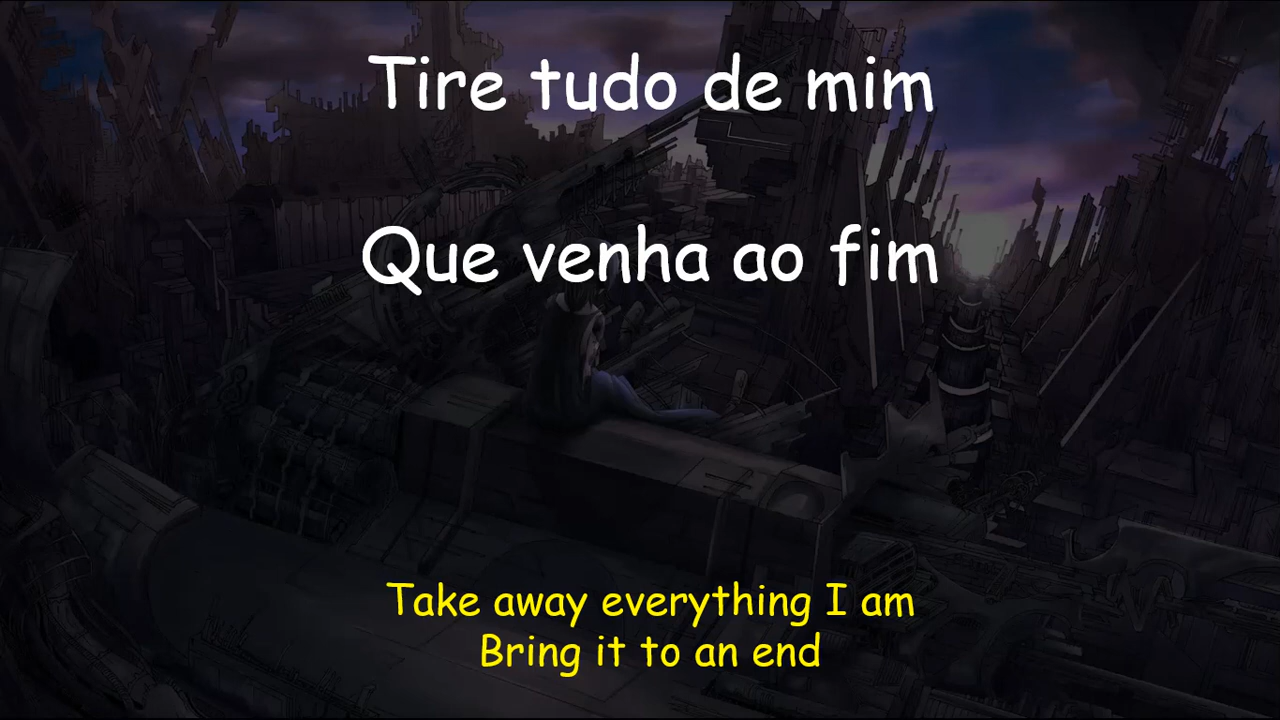 Tire tudo de mim
Que venha ao fim
Take away everything I am
Bring it to an end